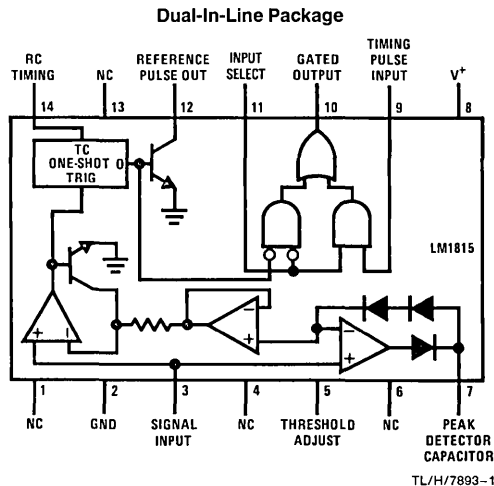 Dual-In-Line Package
RC
TIMING
NC
REFERENCE
PULSE OUT
INPUT
SELECT
GATED
OUTPUT
TIMING
PULSE
INPUT
V+
14
13
12
11
10
9
8
TC
ONE-SHOT O
TRIG
LM1815
+
−
−
+
−
+
1
2
3
4
5
6
7
NC
GND
SIGNAL
INPUT
NC
THRESHOLD
ADJUST
NC
PEAK
DETECTOR
CAPACITOR
TL/H/7893–1